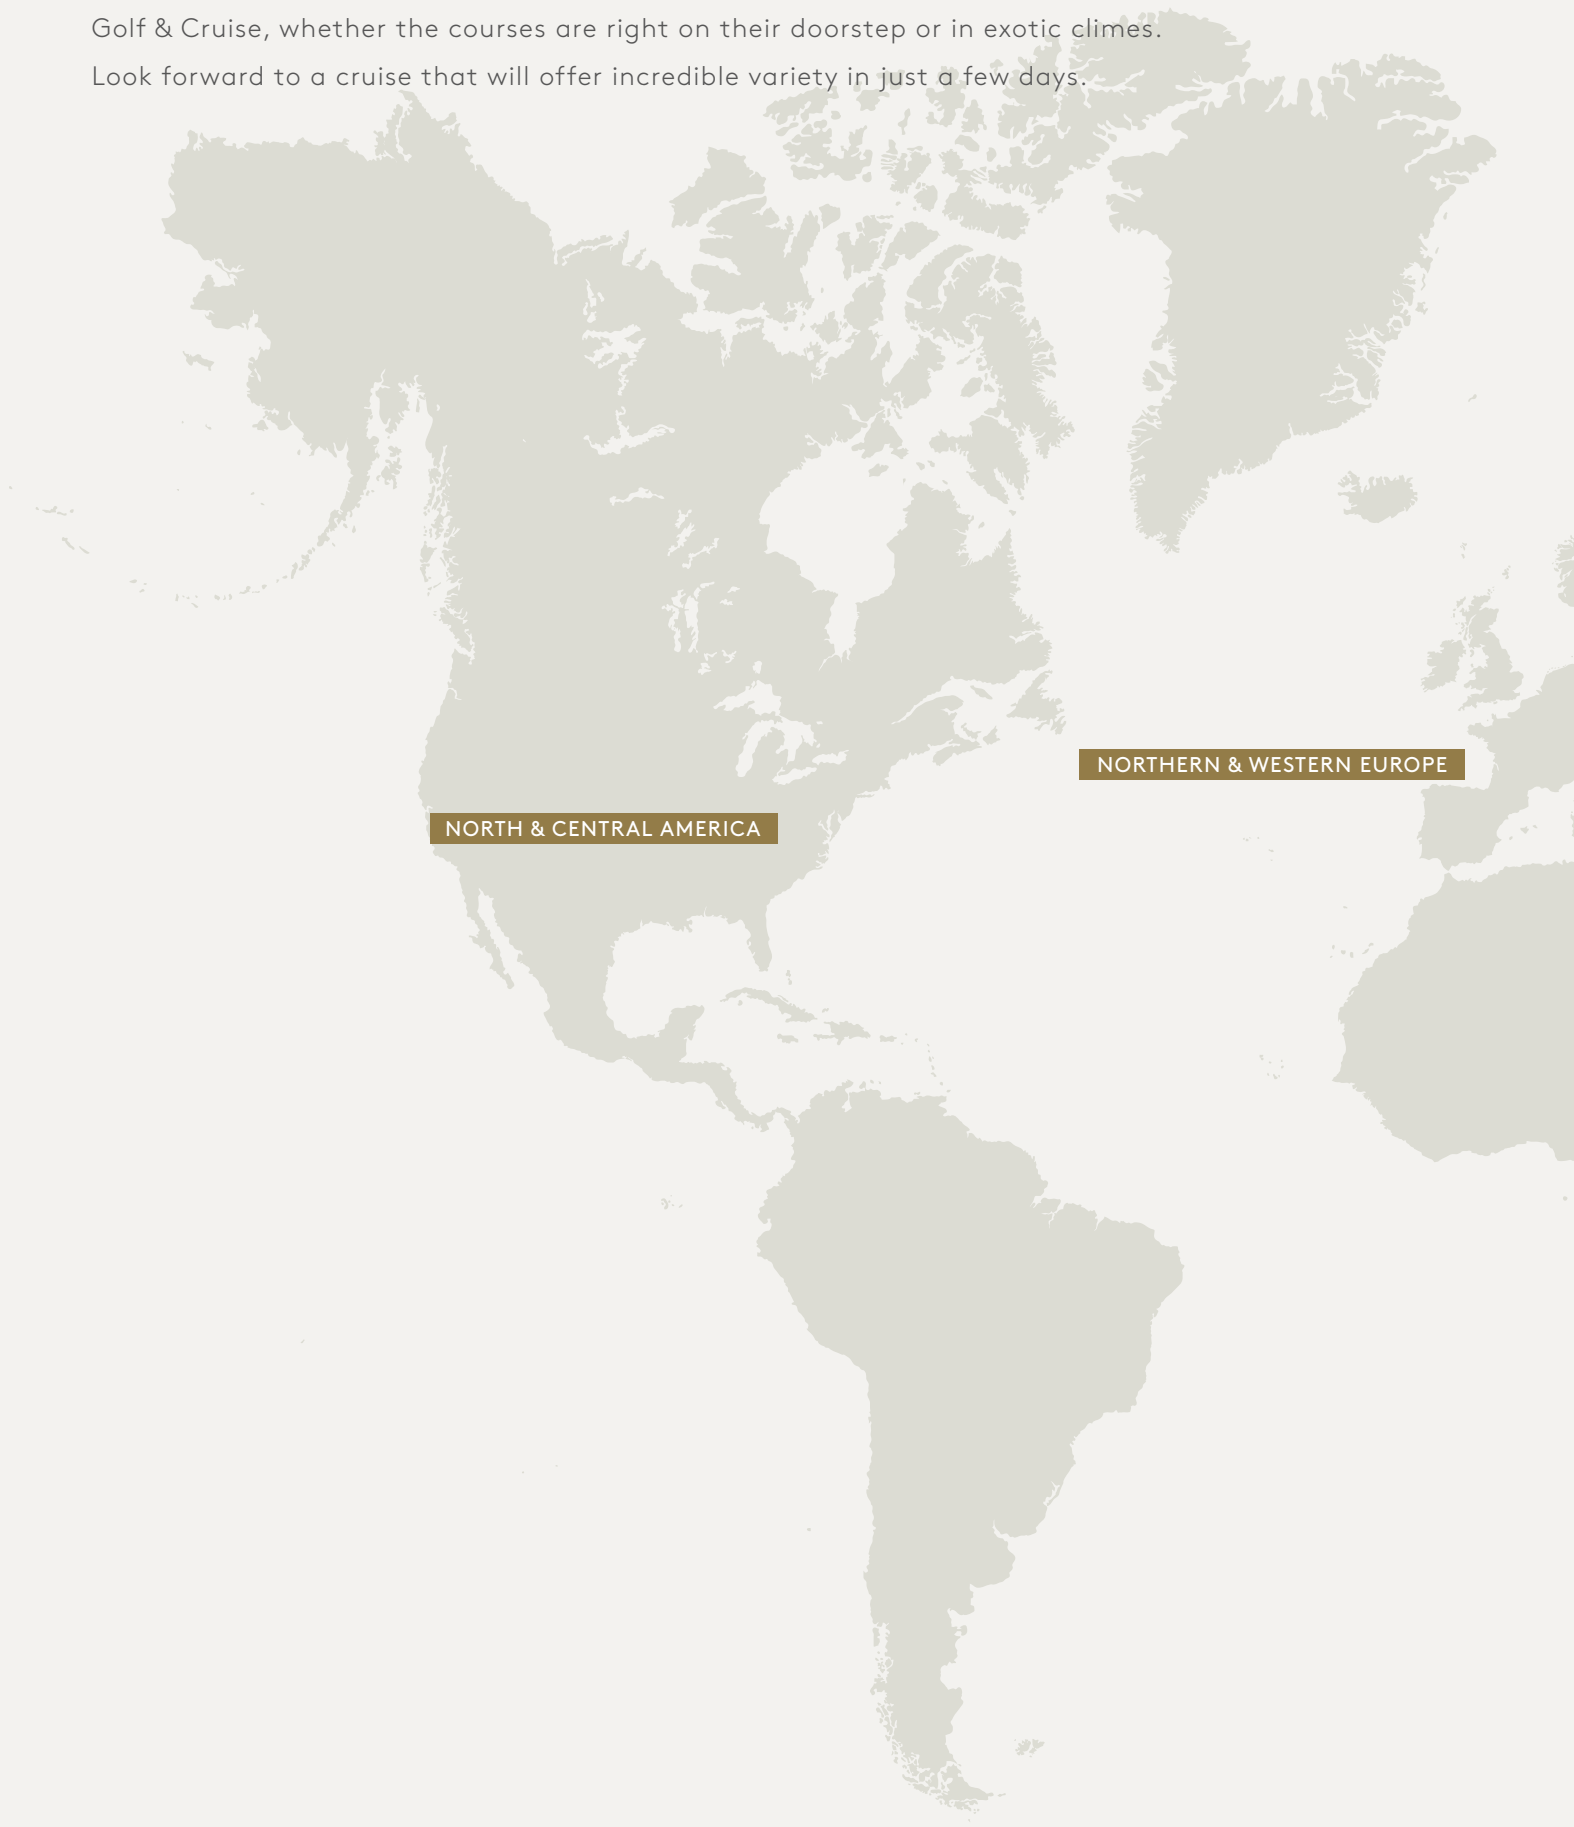 Golf & Cruise, whether the courses are right on their doorstep or in exotic climes.
Look forward to a cruise that will offer incredible variety in just a few days.
NORTHERN & WESTERN EUROPE
NORTH & CENTRAL AMERICA